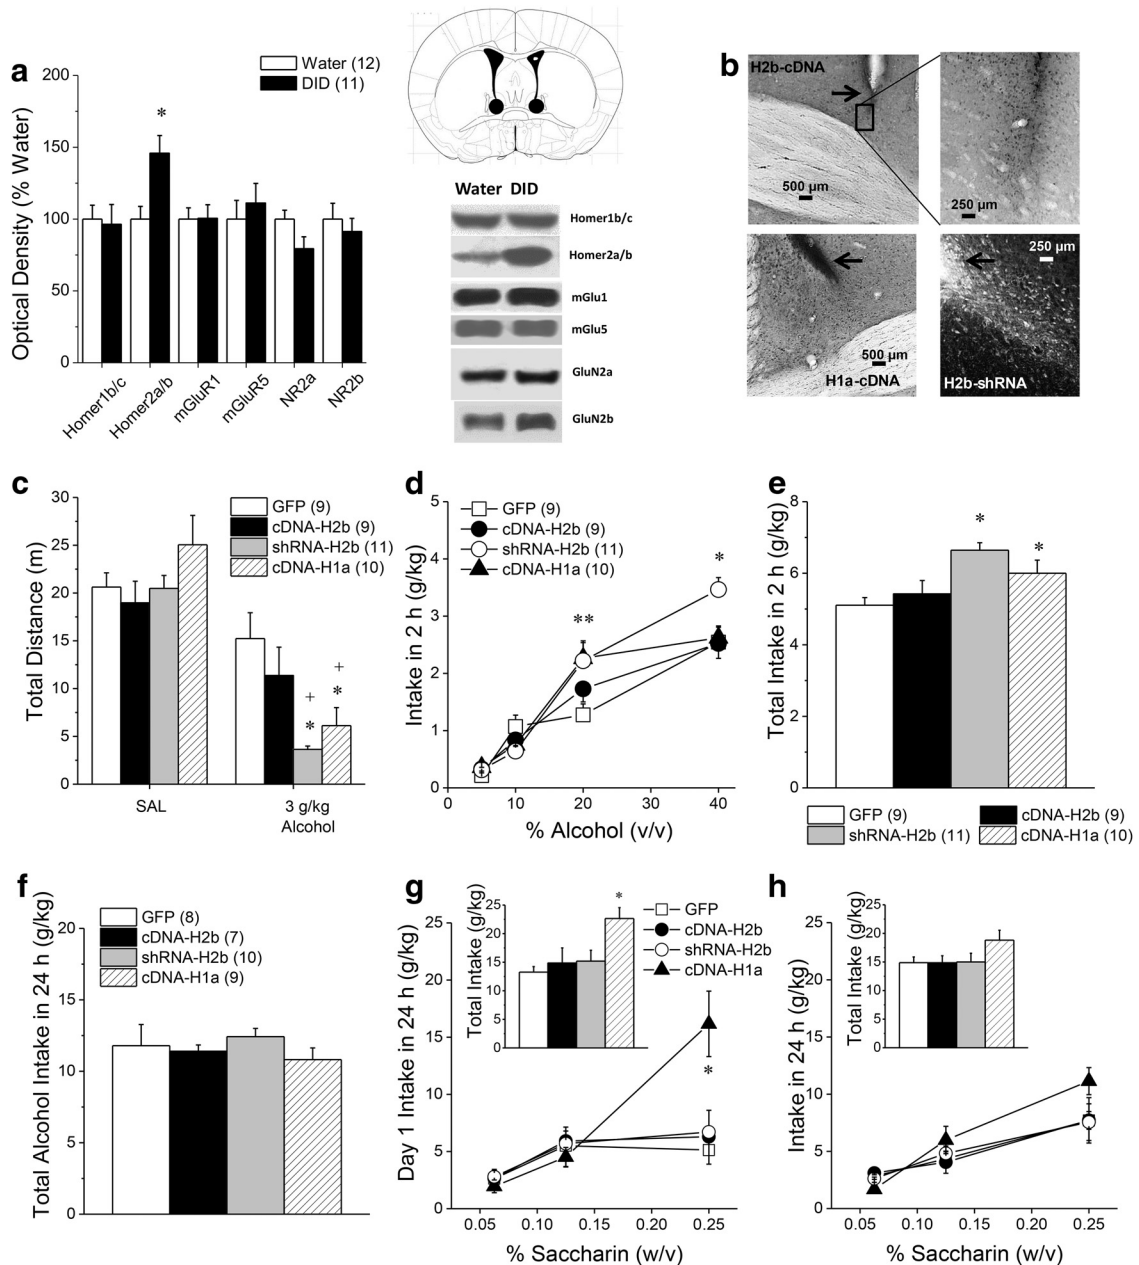 a
Water (12)
DID (11)
Optical Density (% Water)
200
150
100
50
0
*
Homer1b/c
Homer2a/b
mGluR1
mGluR5
NR2a
NR2b
Water DID
Homer1b/c
Homer2a/b
mGlu1
mGlu5
GluN2a
GluN2b
b
H2b-cDNA
500 µm
250 µm
H1a-cDNA
500 µm
250 µm
H2b-shRNA
c
Total Distance (m)
30
25
20
15
10
5
0
GFP (9)
cDNA-H2b (9)
shRNA-H2b (11)
cDNA-H1a (10)
+
*
+
*
SAL
3 g/kg
Alcohol
d
Intake in 2 h (g/kg)
5
4
3
2
1
0
GFP (9)
cDNA-H2b (9)
shRNA-H2b (11)
cDNA-H1a (10)
**
*
0 10 20 30 40
% Alcohol (v/v)
e
Total Intake in 2 h (g/kg)
8
6
4
2
0
*
*
GFP (9)
cDNA-H2b (9)
shRNA-H2b (11)
cDNA-H1a (10)
f
Total Alcohol Intake in 24 h (g/kg)
20
15
10
5
0
GFP (8)
cDNA-H2b (7)
shRNA-H2b (10)
cDNA-H1a (9)
g
Day 1 Intake in 24 h (g/kg)
25
20
15
10
5
0
Total Intake (g/kg)
25
20
15
10
5
0
*
GFP
cDNA-H2b
shRNA-H2b
cDNA-H1a
*
0.05 0.10 0.15 0.20 0.25
% Saccharin (w/v)
h
Intake in 24 h (g/kg)
25
20
15
10
5
0
Total Intake (g/kg)
25
20
15
10
5
0
0.05 0.10 0.15 0.20 0.25
% Saccharin (w/v)